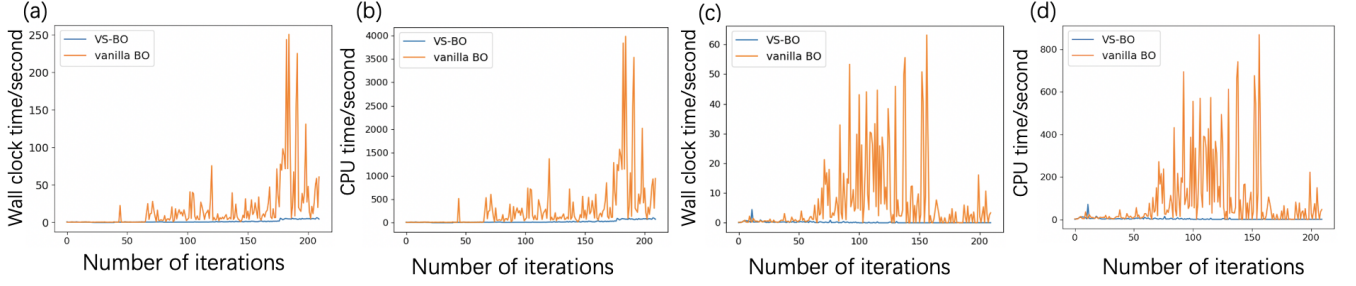 (a)
Wall clock time/second
250
200
150
100
50
0
VS-BO
vanilla BO
0
50
100
150
200
Number of iterations
(b)
CPU time/second
4000
3500
3000
2500
2000
1500
1000
500
0
VS-BO
vanilla BO
0
50
100
150
200
Number of iterations
(c)
Wall clock time/second
60
50
40
30
20
10
0
VS-BO
vanilla BO
0
50
100
150
200
Number of iterations
(d)
CPU time/second
800
600
400
200
0
VS-BO
vanilla BO
0
50
100
150
200
Number of iterations